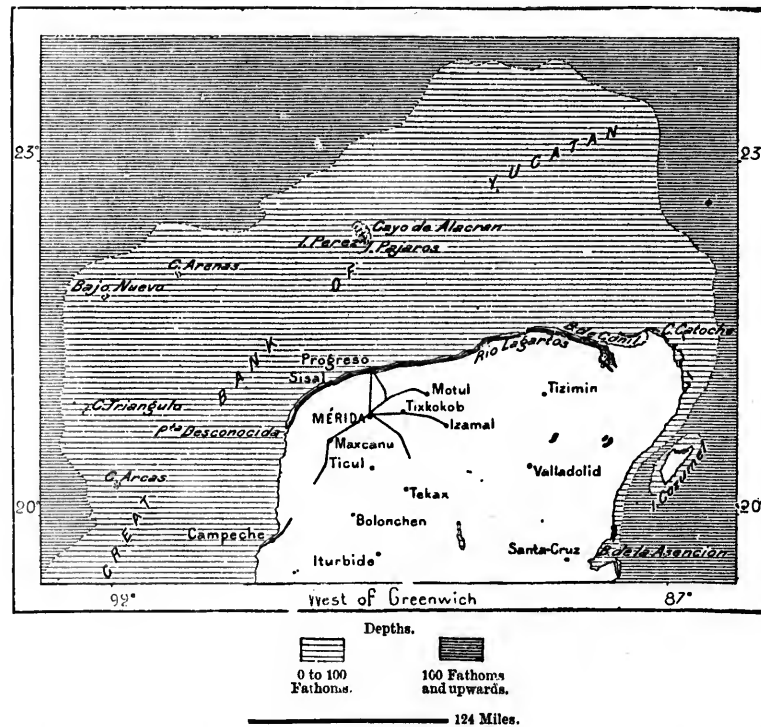 23°
23°
YUCATAN
Cayo de Alacran
I. Perez
I. Pajaros
C. Arenas
OF
Bajo Nuevo
B. de Conil
C. Catoche
Rio Lagartos
Progreso
Sisal
BANK
Motul
Tizimin
C. Triangulo
Tixkokob
MÉRIDA
Izamal
Pta Desconocida
Maxcanu
Ticul
Valladolid
I. Cozumel
C. Arcas
Tekax
20°
20°
GREAT
Bolonchen
Campeche
Iturbide
Santa-Cruz
B. de la Asencion
92°
West of Greenwich
87°
Depths.
0 to 100
Fathoms.
100 Fathoms
and upwards.
124 Miles.